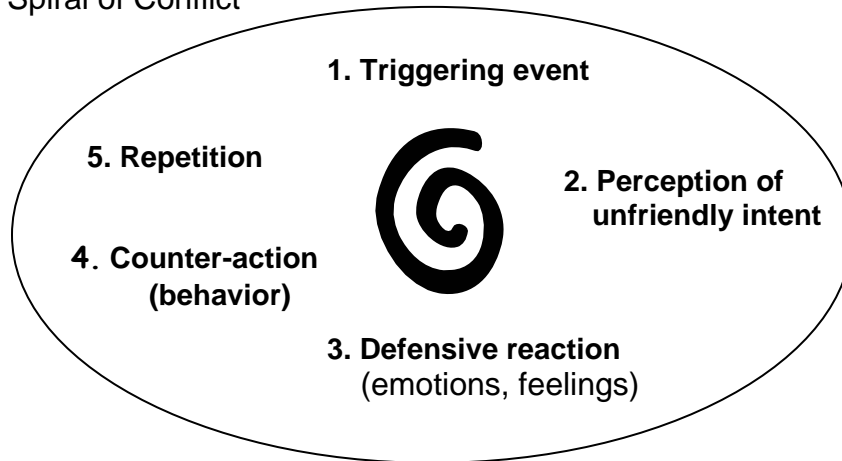 Spiral of Conflict
1. Triggering event
2. Perception of
unfriendly intent
3. Defensive reaction
(emotions, feelings)
4. Counter-action
(behavior)
5. Repetition